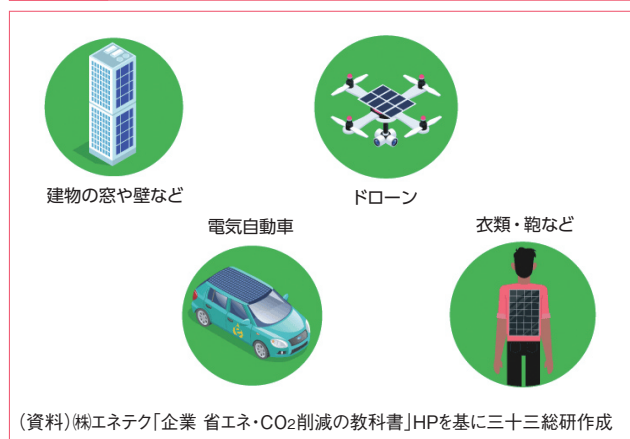 建物の窓や壁など
ドローン
電気自動車
衣類・鞄など
(資料)㈱エネテク「企業 省エネ・CO2削減の教科書」HPを基に三十三総研作成